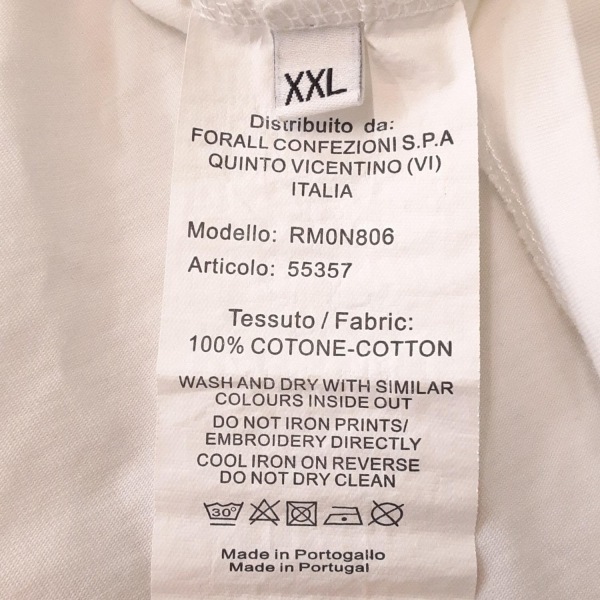 XXL
Distribuito da:
FORALL CONFEZIONI S.P.A
QUINTO VICENTINO (VI)
ITALIA
Modello: RM0N806
Articolo: 55357
Tessuto / Fabric:
100% COTONE-COTTON
WASH AND DRY WITH SIMILAR
COLOURS INSIDE OUT
DO NOT IRON PRINTS/
EMBROIDERY DIRECTLY
COOL IRON ON REVERSE
DO NOT DRY CLEAN
30°
Made in Portogallo
Made in Portugal